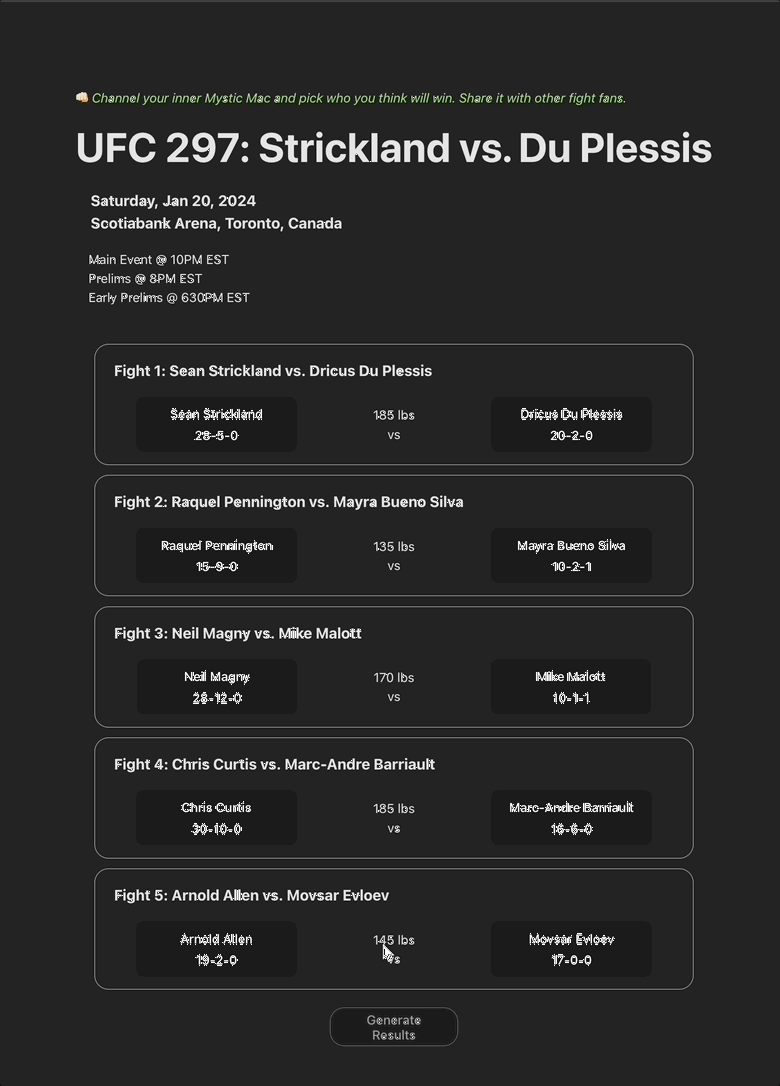 👊🏻 Channel your inner Mystic Mac and pick who you think will win. Share it with other fight fans.
UFC 297: Strickland vs. Du Plessis
Saturday, Jan 20, 2024
Scotiabank Arena, Toronto, Canada
Main Event @ 10PM EST
Prelims @ 8PM EST
Early Prelims @ 630PM EST
Fight 1: Sean Strickland vs. Dricus Du Plessis
Sean Strickland
28-5-0
185 lbs
vs
Dricus Du Plessis
20-2-0
Fight 2: Raquel Pennington vs. Mayra Bueno Silva
Raquel Pennington
15-9-0
135 lbs
vs
Mayra Bueno Silva
10-2-1
Fight 3: Neil Magny vs. Mike Malott
Neil Magny
28-12-0
170 lbs
vs
Mike Malott
10-1-1
Fight 4: Chris Curtis vs. Marc-Andre Barriault
Chris Curtis
30-10-0
185 lbs
vs
Marc-Andre Barriault
16-6-0
Fight 5: Arnold Allen vs. Movsar Evloev
Arnold Allen
19-2-0
145 lbs
vs
Movsar Evloev
17-0-0
Generate
Results